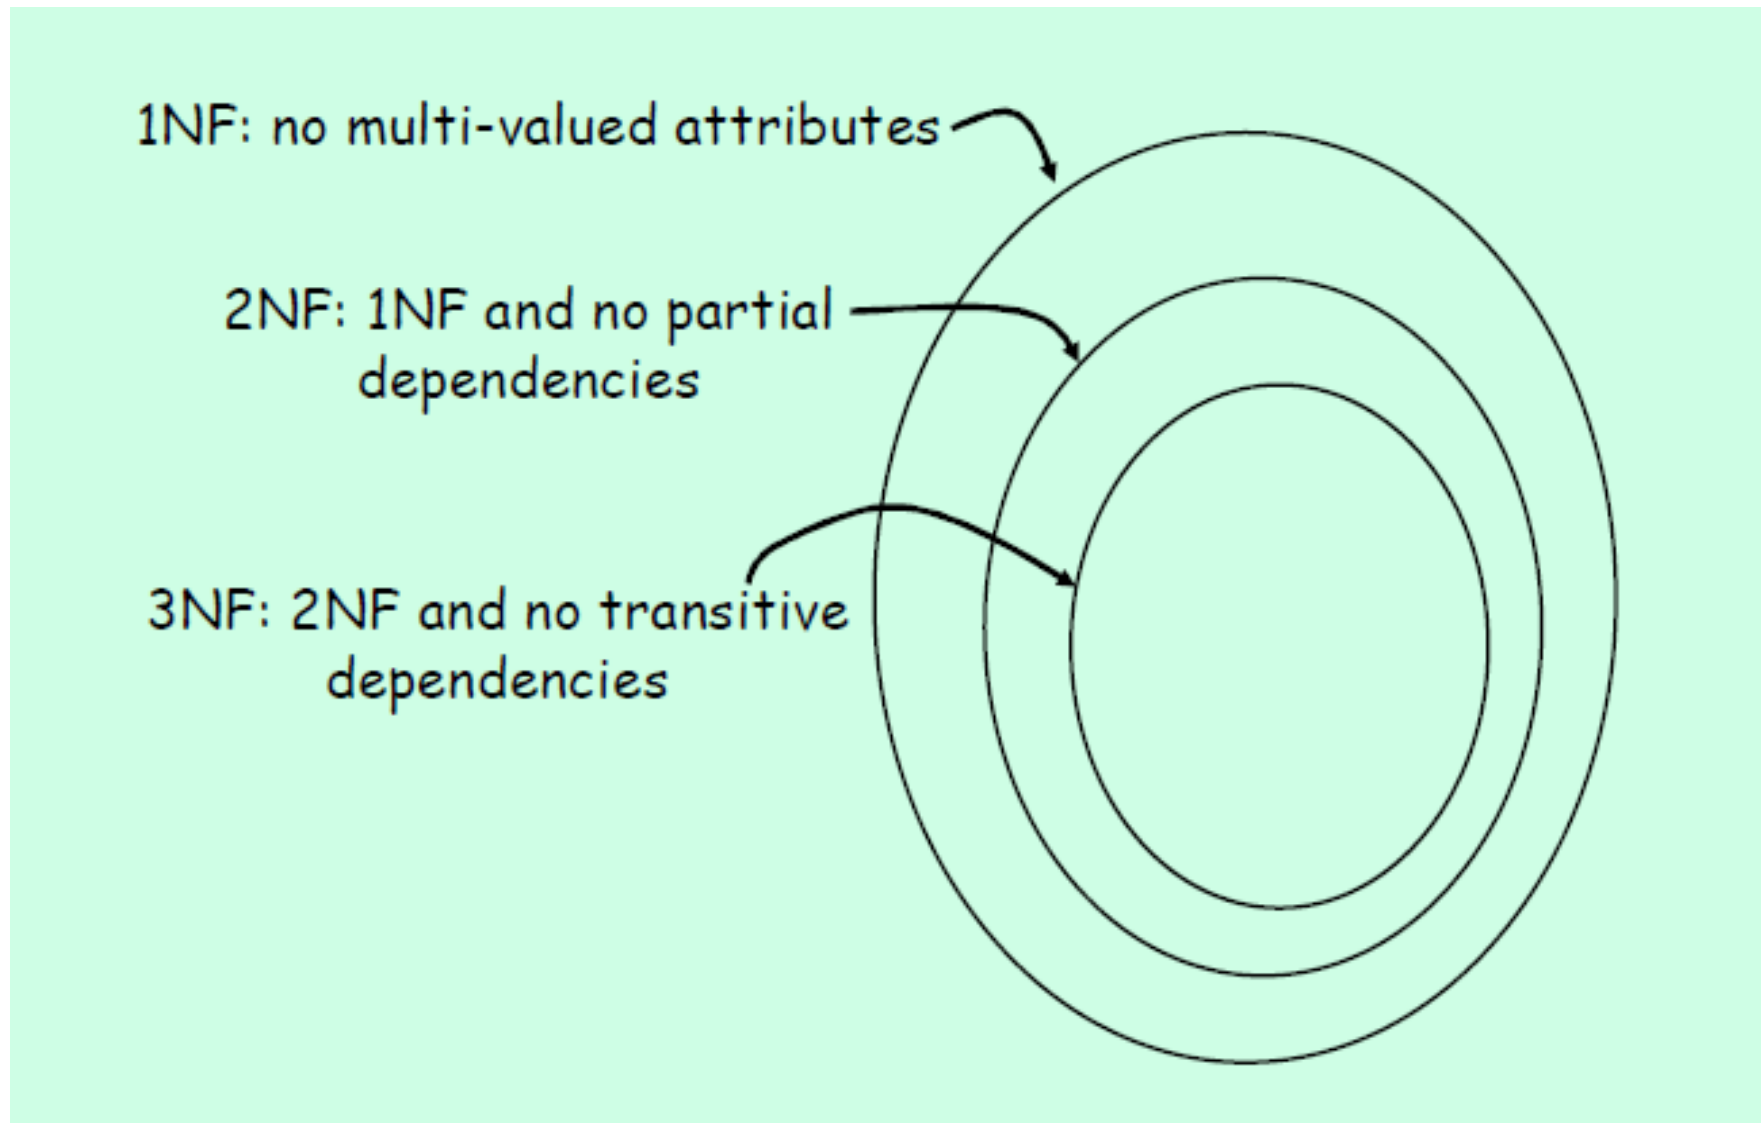 1NF: no multi-valued attributes
2NF: 1NF and no partial
dependencies
3NF: 2NF and no transitive
dependencies